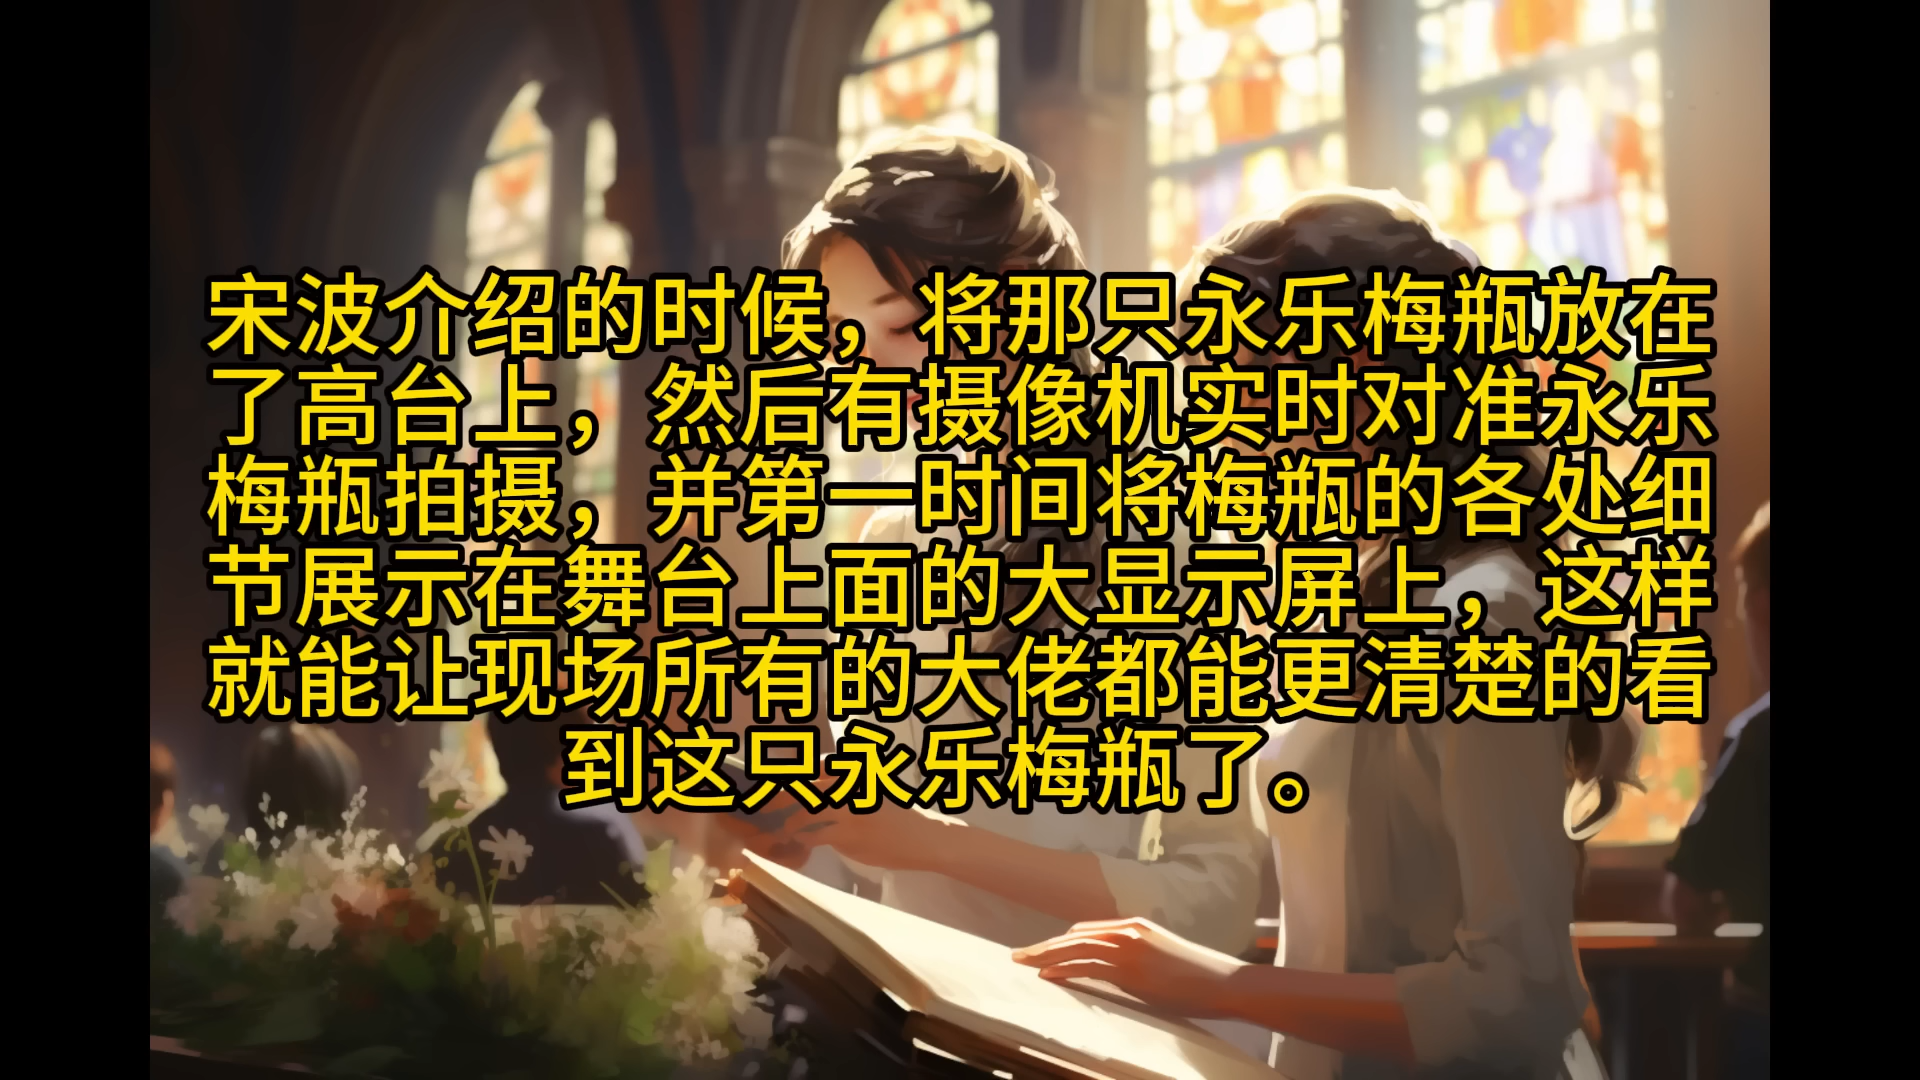 宋波介绍的时候，将那只永乐梅瓶放在
了高台上，然后有摄像机实时对准永乐
梅瓶拍摄，并第一时间将梅瓶的各处细
节展示在舞台上面的大显示屏上，这样
就能让现场所有的大佬都能更清楚的看
到这只永乐梅瓶了。